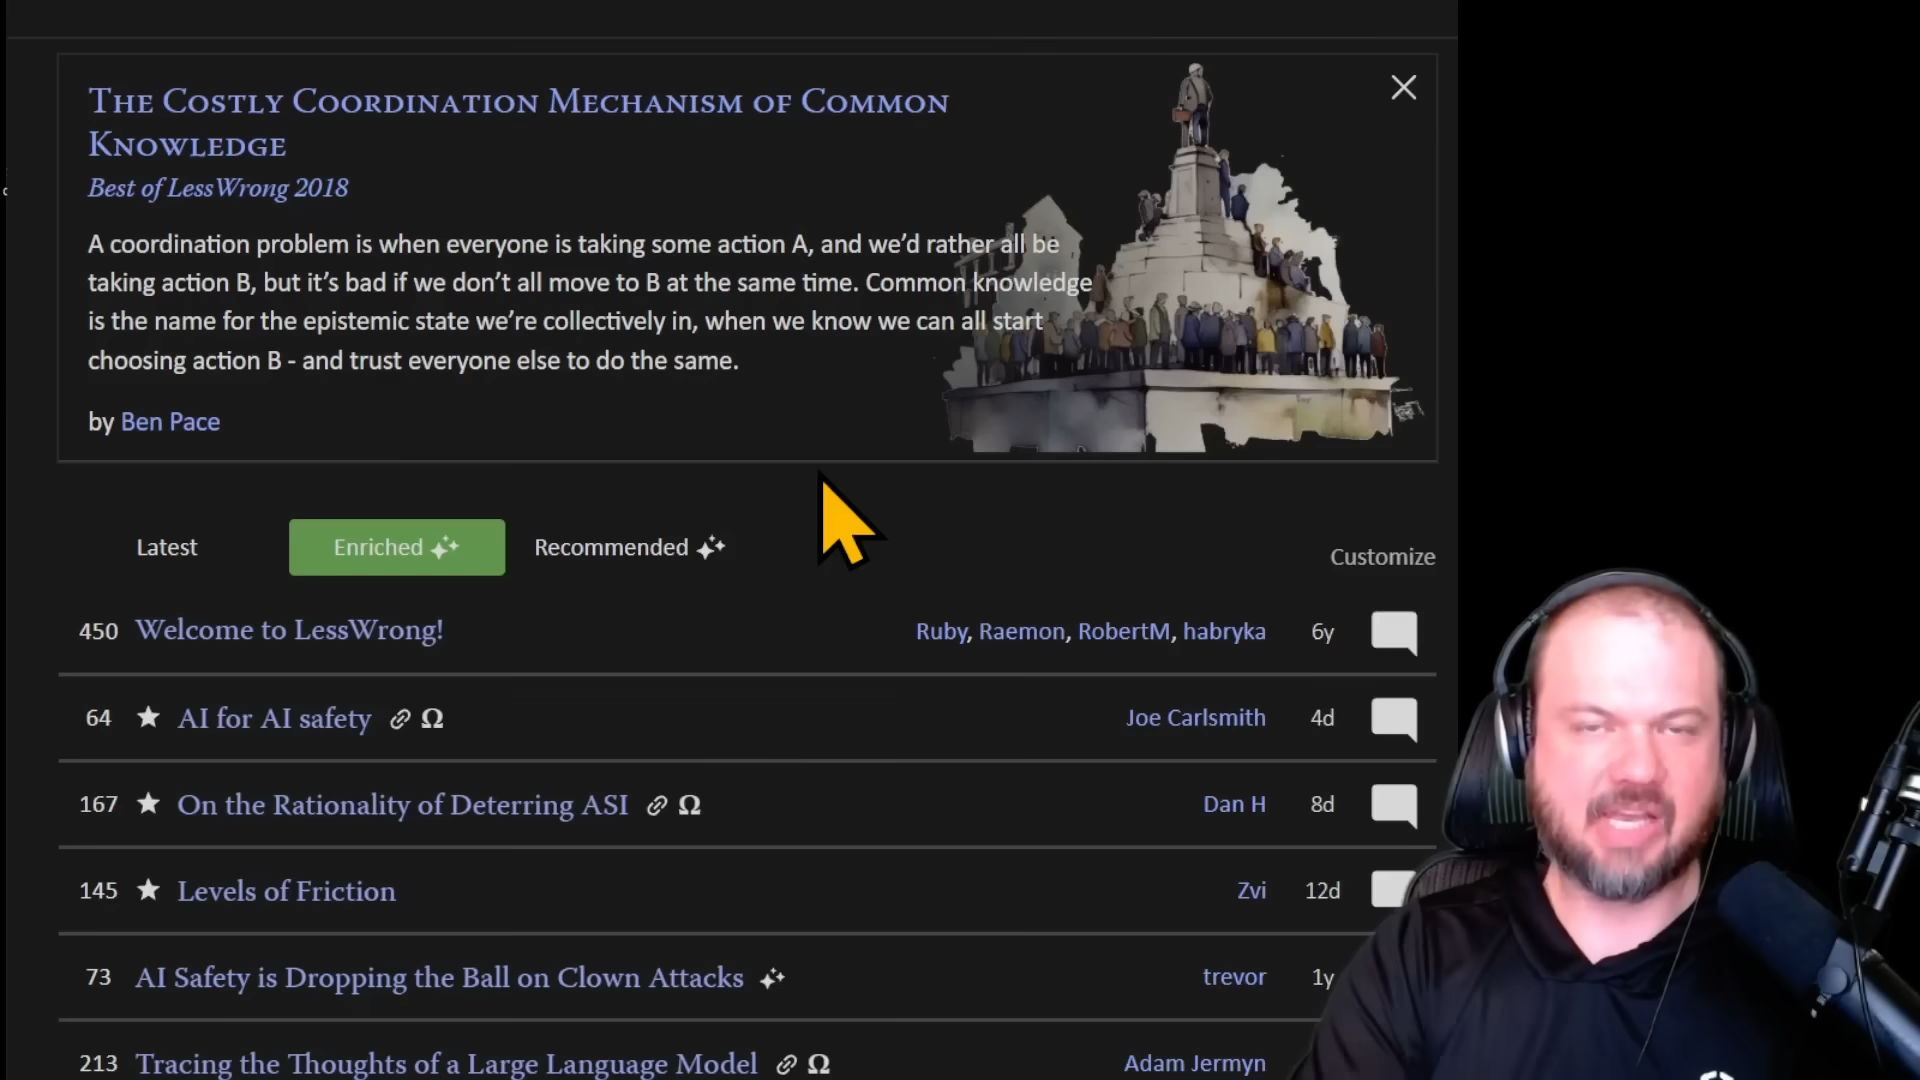 THE COSTLY COORDINATION MECHANISM OF COMMON
KNOWLEDGE
Best of LessWrong 2018
A coordination problem is when everyone is taking some action A, and we’d rather all be
taking action B, but it’s bad if we don’t all move to B at the same time. Common knowledge
is the name for the epistemic state we’re collectively in, when we know we can all start
choosing action B - and trust everyone else to do the same.
by Ben Pace
Latest Enriched Recommended
Customize
450 Welcome to LessWrong! Ruby, Raemon, RobertM, habryka 6y
64 ★ AI for AI safety Ω Joe Carlsmith 4d
167 ★ On the Rationality of Deterring ASI Ω Dan H 8d
145 ★ Levels of Friction Zvi 12d
73 AI Safety is Dropping the Ball on Clown Attacks trevor 1y
213 Tracing the Thoughts of a Large Language Model Ω Adam Jermyn